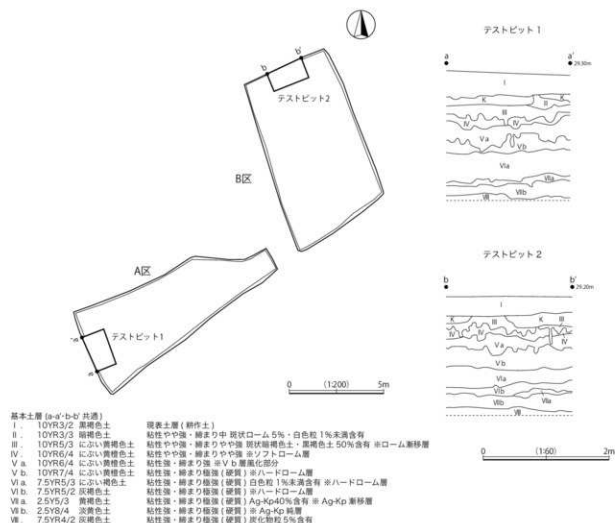 テストピット 1
a
a'
29.30m
I
K
K
II
III
IV
IV
Ⅴa
Ⅴb
Ⅵa
Ⅶa
Ⅶb
Ⅷ
b
b'
テストピット2
B区
A区
テストピット1
a'
a
0 (1:200) 5m
テストピット 2
b
b'
29.20m
I
K
III
K
III
IV
IV
IV
Ⅴa
Ⅴb
Ⅵa
Ⅵb
Ⅶa
Ⅶb
Ⅷ
0 (1:60) 2m
基本土層 (a-a'・b-b' 共通)
Ⅰ. 10YR3/2 黒褐色土 現表土層 ( 耕作土 )
Ⅱ. 10YR3/3 暗褐色土 粘性やや強・締まり中 斑状ローム 5%・白色粒 1%未満含有
Ⅲ. 10YR5/3 にぶい黄褐色土 粘性やや強・締まりやや強 斑状暗褐色土・黒褐色土 50%含有 ※ローム漸移層
Ⅳ. 10YR6/4 にぶい黄橙色土 粘性やや強・締まりやや強 ※ソフトローム層
Ⅴa. 10YR6/4 にぶい黄橙色土 粘性強・締まり強 ※Ⅴb層風化部分
Ⅴb. 10YR7/4 にぶい黄橙色土 粘性強・締まり極強 ( 硬質 ) ※ハードローム層
Ⅵa. 7.5YR5/3 にぶい褐色土 粘性強・締まり極強 ( 硬質 ) 白色粒 1%未満含有 ※ハードローム層
Ⅵb. 7.5YR5/2 灰褐色土 粘性強・締まり極強 ( 硬質 ) ※ハードローム層
Ⅶa. 2.5Y5/3 黄褐色土 粘性強・締まり極強 ( 硬質 ) Ag-Kp40%含有 ※ Ag-Kp 漸移層
Ⅶb. 2.5Y8/4 淡黄色土 粘性強・締まり極強 ( 硬質 ) ※ Ag-Kp 純層
Ⅷ. 7.5YR4/2 灰褐色土 粘性強・締まり極強 ( 硬質 ) 炭化物粒 5%含有